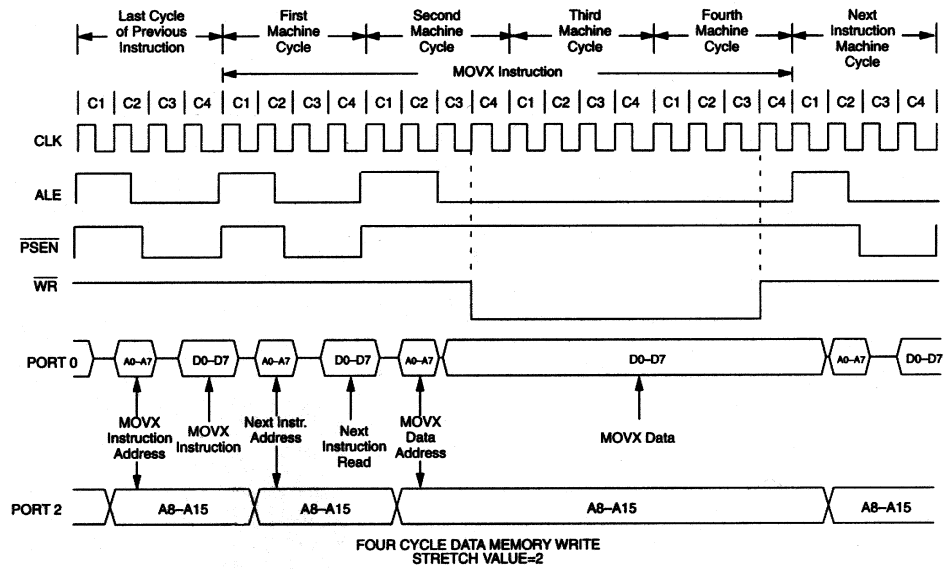 Last Cycle of Previous Instruction
First Machine Cycle
Second Machine Cycle
Third Machine Cycle
Fourth Machine Cycle
Next Instruction Machine Cycle
MOVX Instruction
C1 C2 C3 C4 C1 C2 C3 C4 C1 C2 C3 C4 C1 C2 C3 C4 C1 C2 C3 C4 C1 C2 C3 C4
CLK
ALE
PSEN
WR
PORT 0
A0–A7 D0–D7 A0–A7 D0–D7 A0–A7 D0–D7 A0–A7 D0–D7
MOVX Instruction Address
MOVX Instruction
Next Instr. Address
Next Instruction Read
MOVX Data Address
MOVX Data
PORT 2
A8–A15 A8–A15 A8–A15 A8–A15
FOUR CYCLE DATA MEMORY WRITE
STRETCH VALUE=2